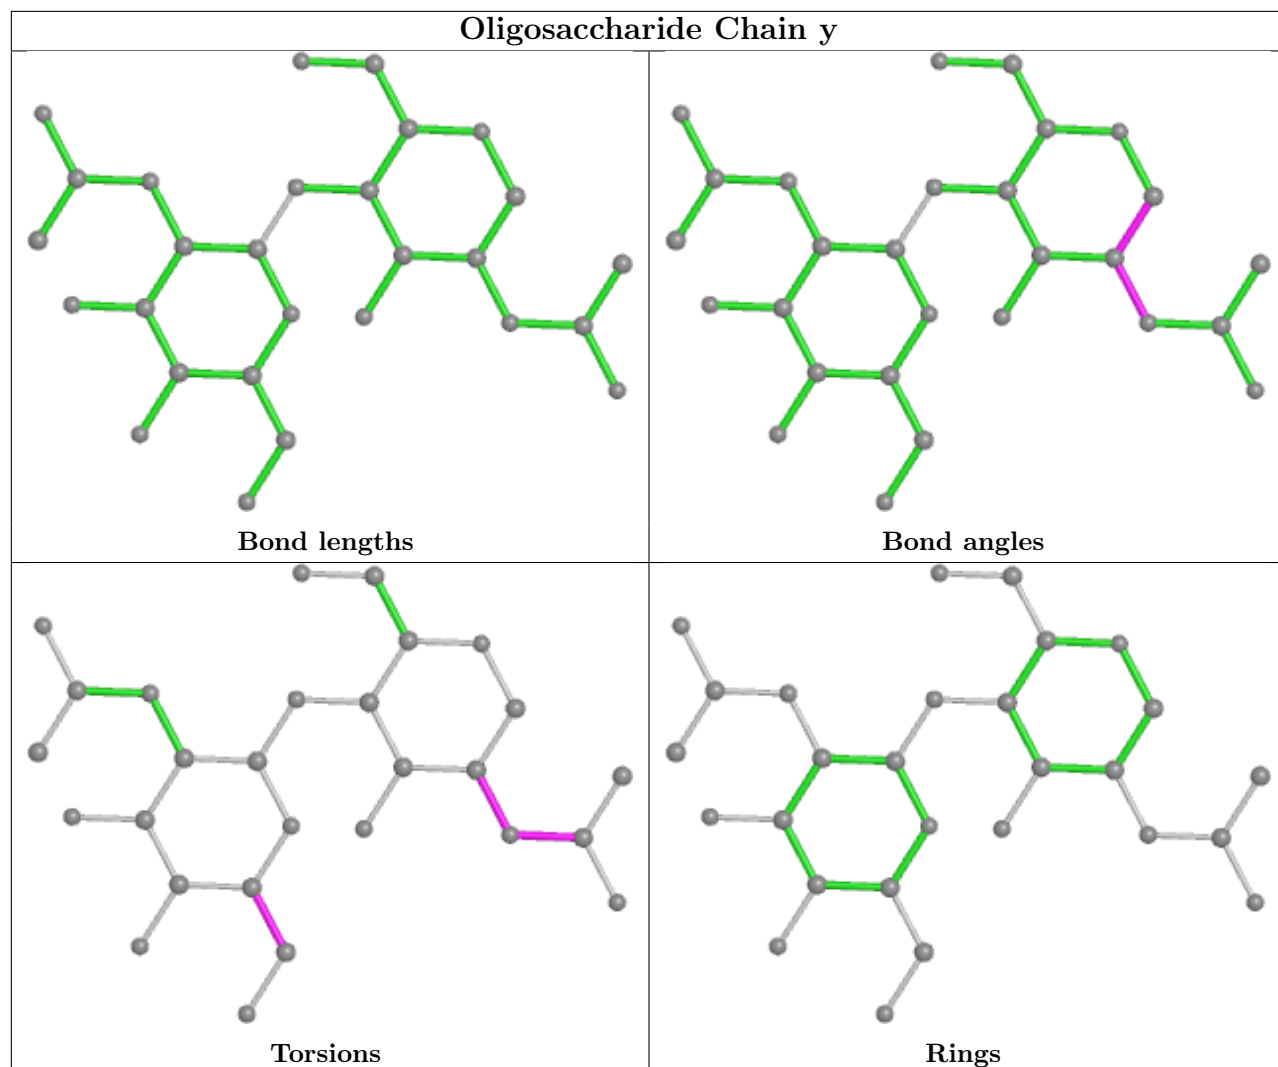 Oligosaccharide Chain y
Bond lengths
Bond angles
Torsions
Rings